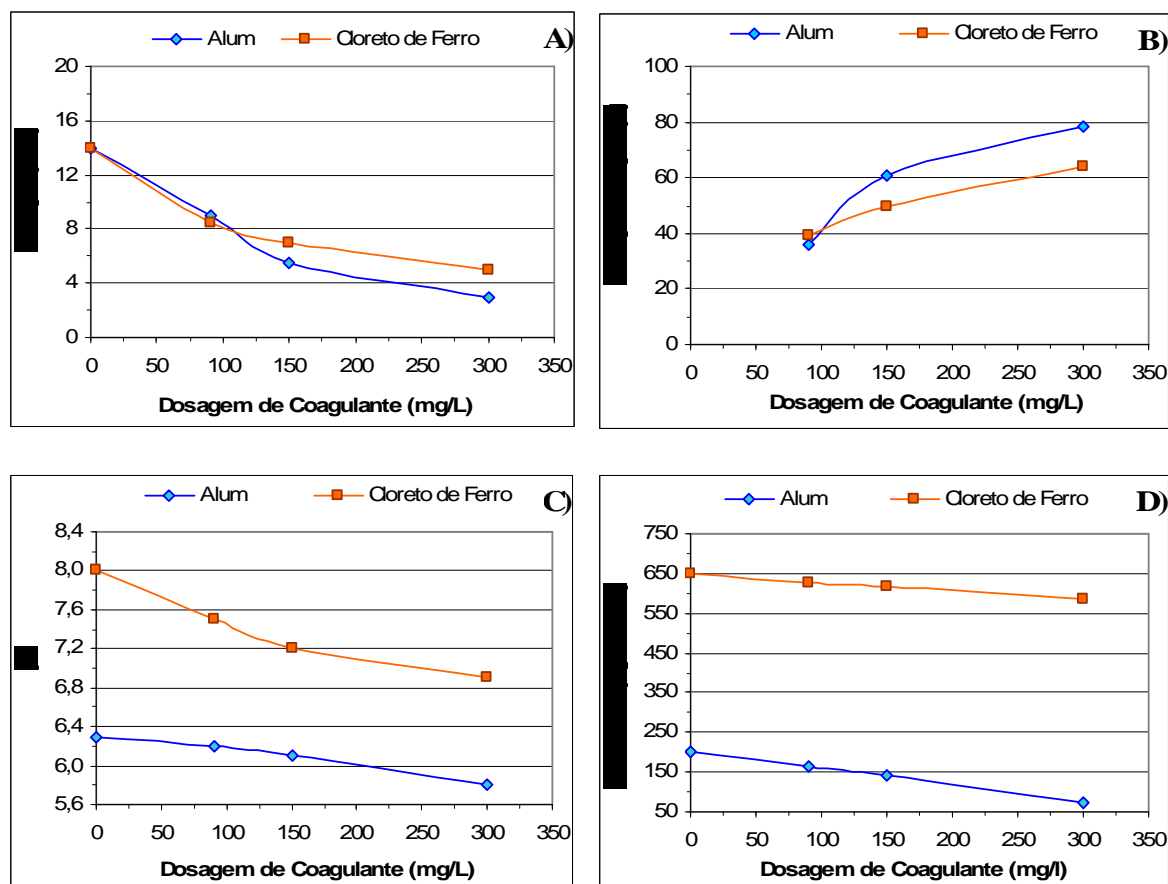 Alum Cloreto de Ferro A)
20
16
12
8
4
0
0 50 100 150 200 250 300 350
Dosagem de Coagulante (mg/L)
Alum Cloreto de Ferro B)
100
80
60
40
20
0
0 50 100 150 200 250 300 350
Dosagem de Coagulante (mg/L)
Alum Cloreto de Ferro C)
8,4
8,0
7,6
7,2
6,8
6,4
6,0
5,6
0 50 100 150 200 250 300 350
Dosagem de Coagulante (mg/L)
Alum Cloreto de Ferro D)
750
650
550
450
350
250
150
50
0 50 100 150 200 250 300 350
Dosagem de Coagulante (mg/l)